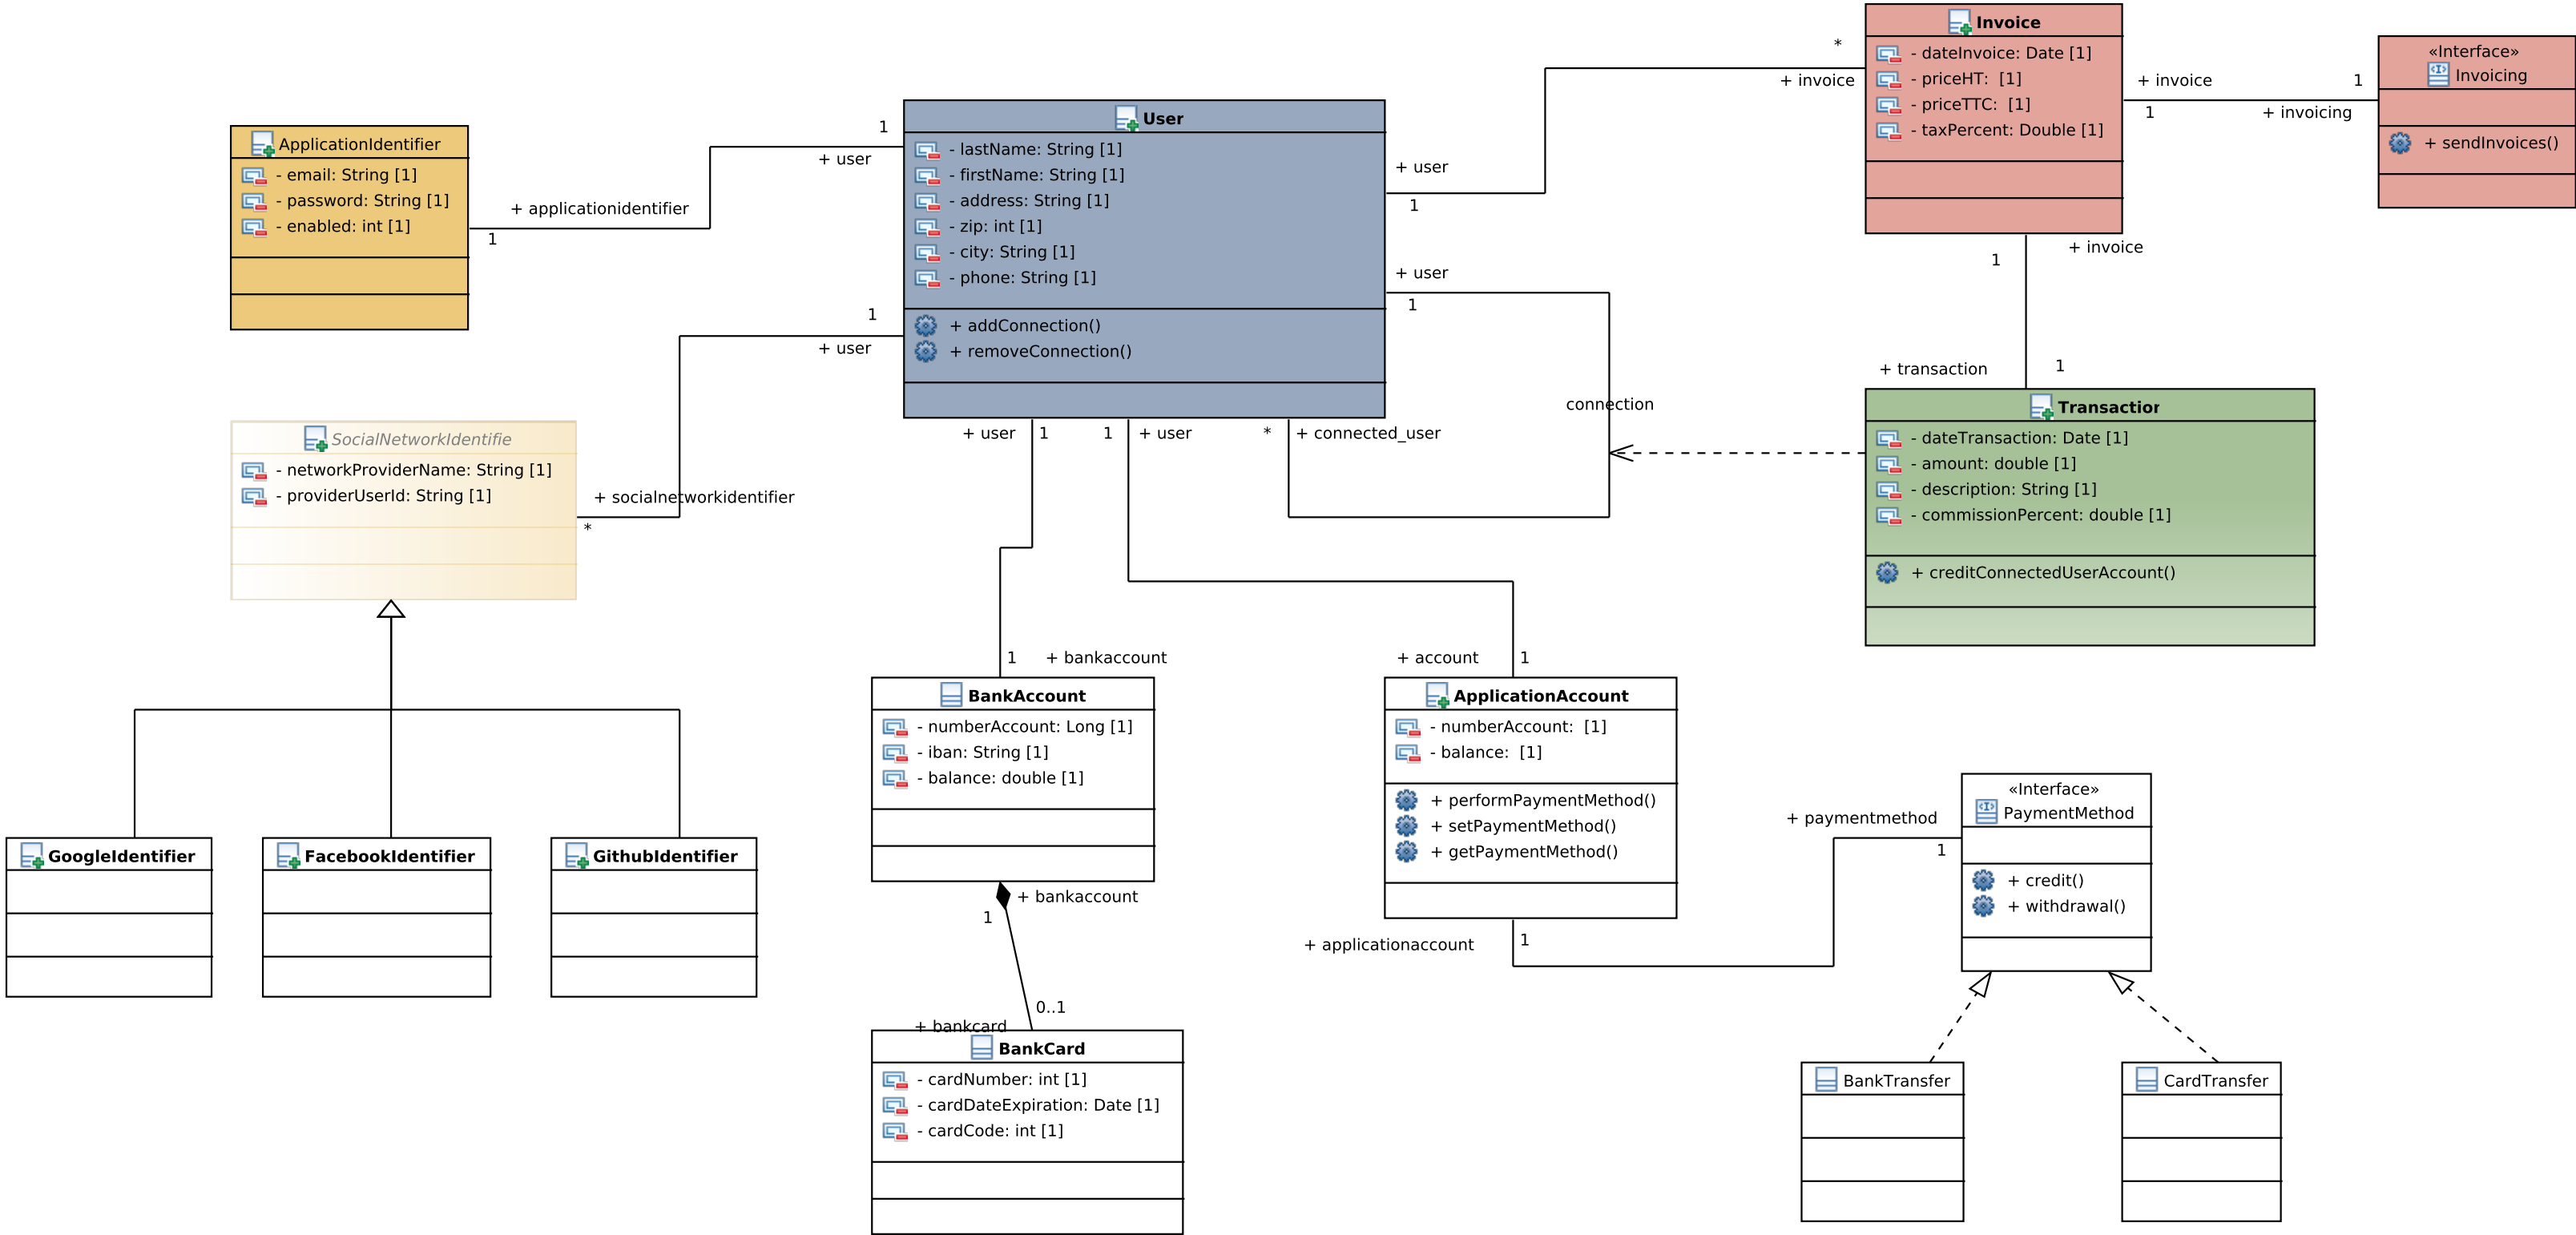 Invoice
- dateInvoice: Date [1]
- priceHT:  [1]
- priceTTC:  [1]
- taxPercent: Double [1]
«Interface»
Invoicing
+ sendInvoices()
+ invoice
1
1
+ invoicing
*
+ invoice
+ user
1
User
- lastName: String [1]
- firstName: String [1]
- address: String [1]
- zip: int [1]
- city: String [1]
- phone: String [1]
+ addConnection()
+ removeConnection()
ApplicationIdentifier
- email: String [1]
- password: String [1]
- enabled: int [1]
1
+ user
+ applicationidentifier
1
1
+ user
+ socialnetworkidentifier
*
SocialNetworkIdentifie
- networkProviderName: String [1]
- providerUserId: String [1]
+ user
1
connection
*
+ connected_user
1
+ invoice
+ transaction
1
Transaction
- dateTransaction: Date [1]
- amount: double [1]
- description: String [1]
- commissionPercent: double [1]
+ creditConnectedUserAccount()
+ user
1
1
+ user
1
+ bankaccount
+ account
1
BankAccount
- numberAccount: Long [1]
- iban: String [1]
- balance: double [1]
ApplicationAccount
- numberAccount:  [1]
- balance:  [1]
+ performPaymentMethod()
+ setPaymentMethod()
+ getPaymentMethod()
«Interface»
PaymentMethod
+ credit()
+ withdrawal()
+ paymentmethod
1
+ applicationaccount
1
GoogleIdentifier
FacebookIdentifier
GithubIdentifier
+ bankaccount
1
0..1
+ bankcard
BankCard
- cardNumber: int [1]
- cardDateExpiration: Date [1]
- cardCode: int [1]
BankTransfer
CardTransfer